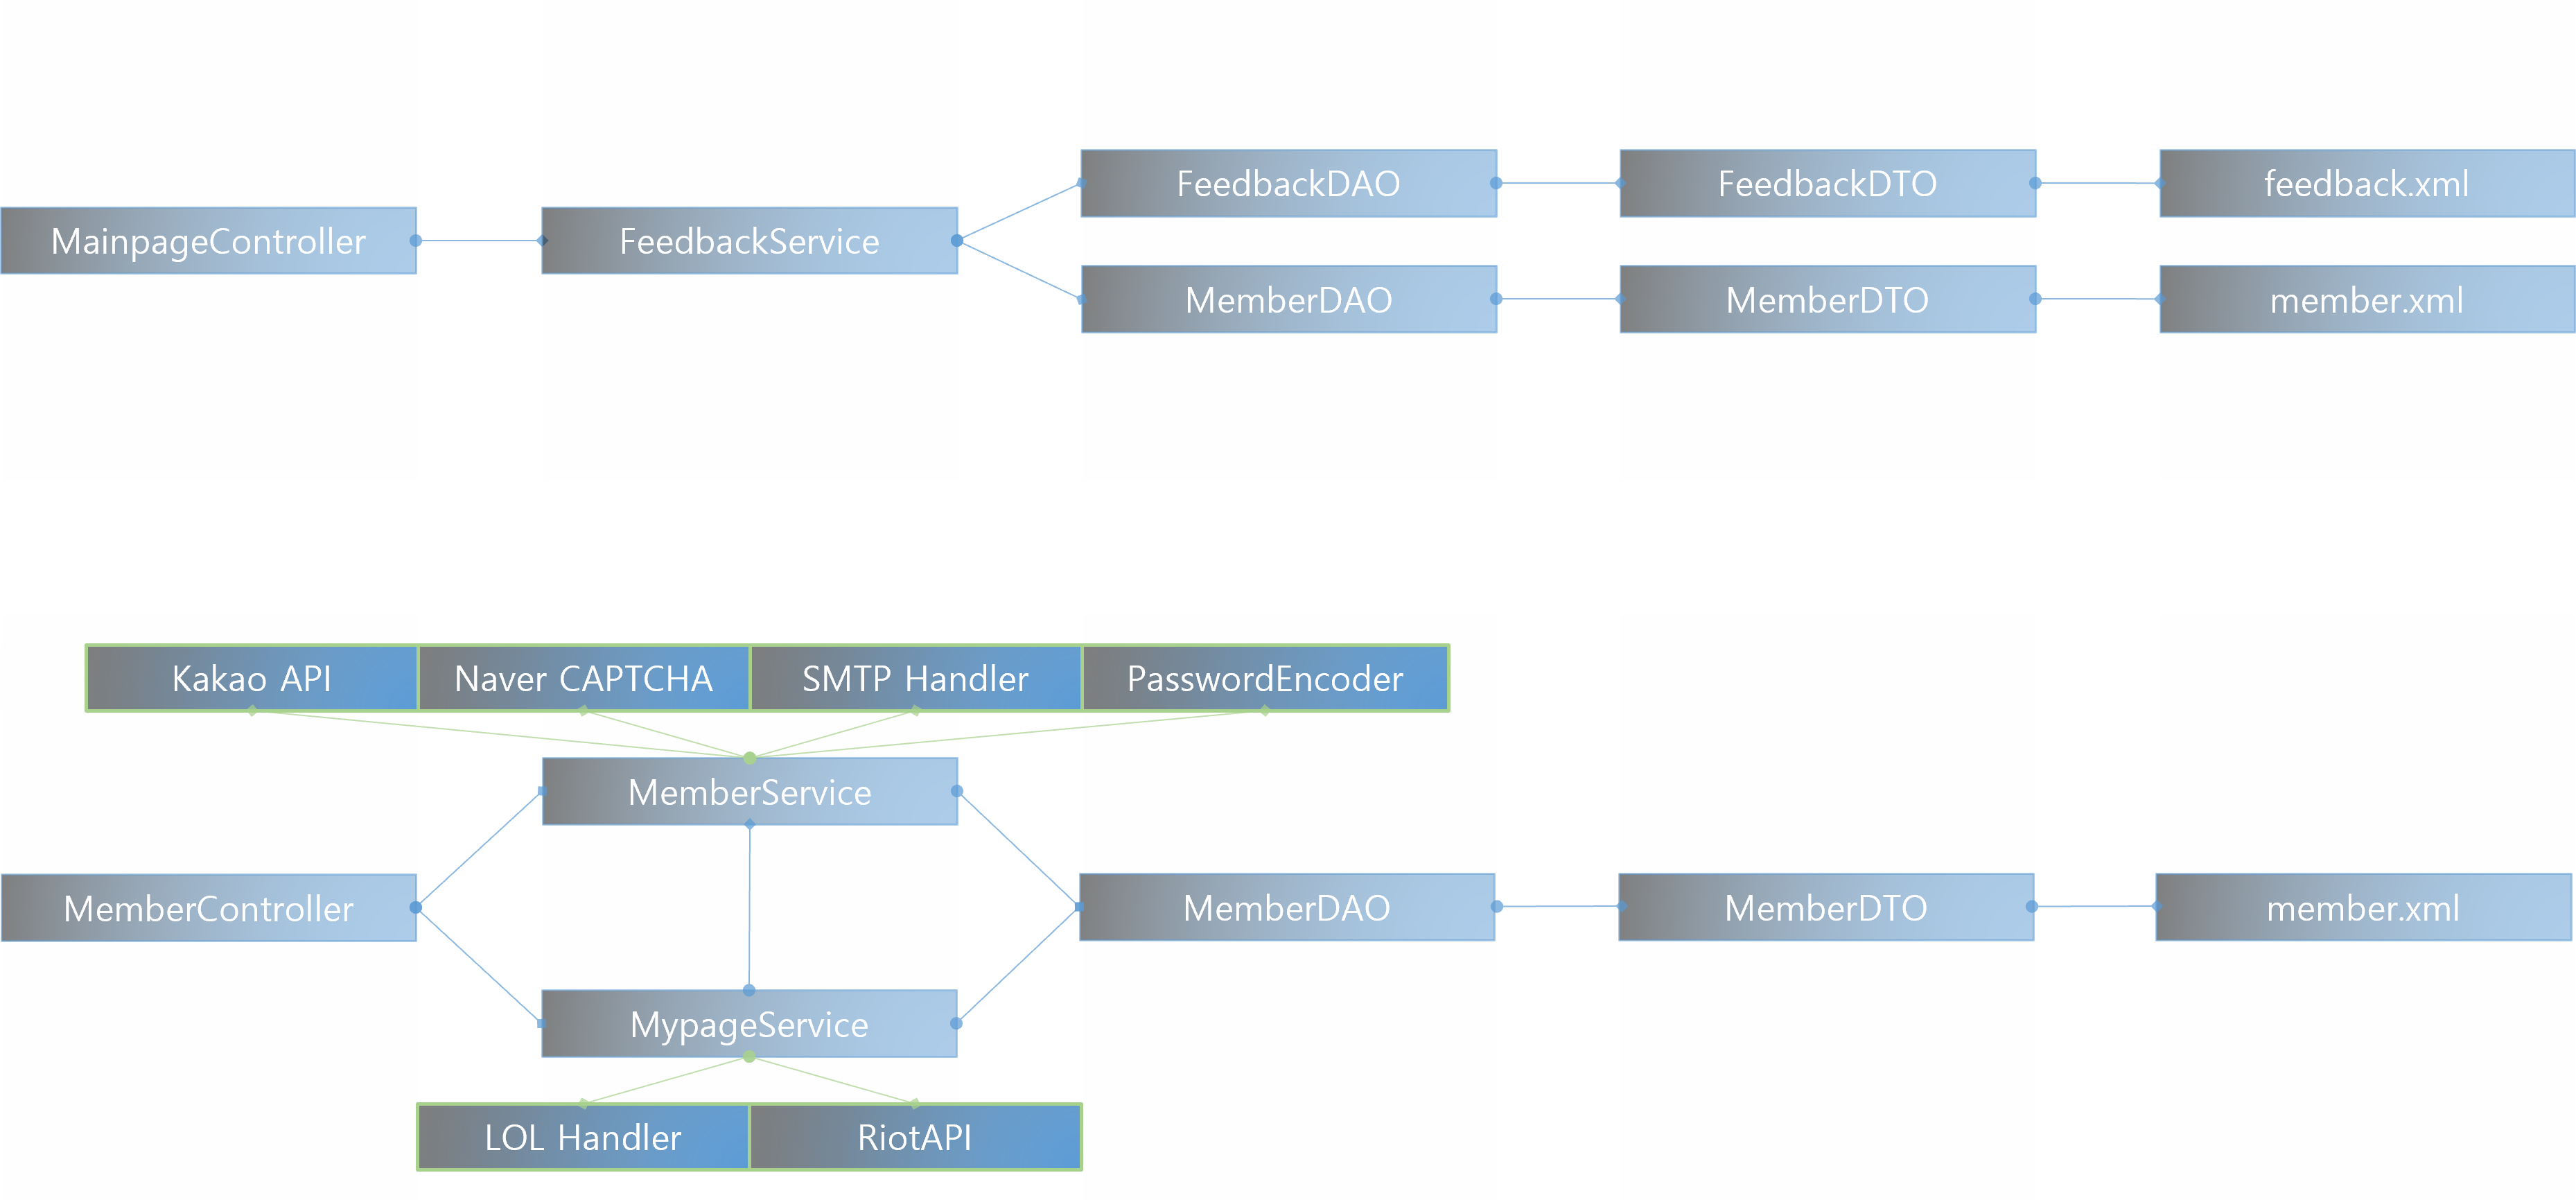 FeedbackDAO
FeedbackDTO
feedback.xml
MainpageController
FeedbackService
MemberDAO
MemberDTO
member.xml
Kakao API
Naver CAPTCHA
SMTP Handler
PasswordEncoder
MemberService
MemberController
MemberDAO
MemberDTO
member.xml
MypageService
LOL Handler
RiotAPI